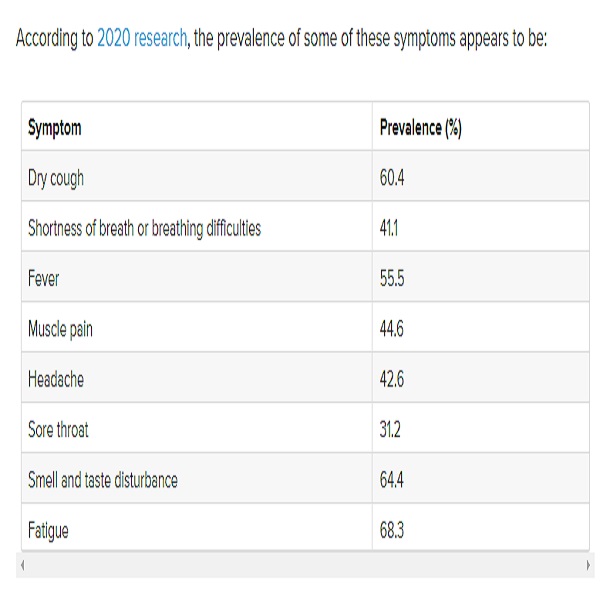 According to 2020 research, the prevalence of some of these symptoms appears to be:
Symptom Prevalence (%)
Dry cough 60.4
Shortness of breath or breathing difficulties 41.1
Fever 55.5
Muscle pain 44.6
Headache 42.6
Sore throat 31.2
Smell and taste disturbance 64.4
Fatigue 68.3